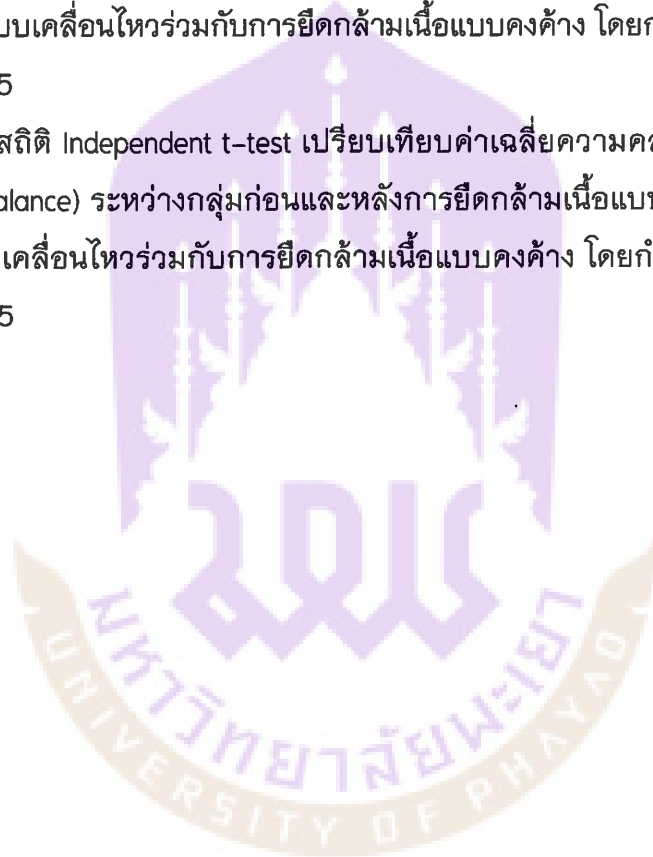 บบเคลื่อนไหวร่วมกับการยืดกล้ามเนื้อแบบคงค้าง โดยก
5
สถิติ Independent t-test เปรียบเทียบค่าเฉลี่ยความค
alance) ระหว่างกลุ่มก่อนและหลังการยืดกล้ามเนื้อแบบ
เคลื่อนไหวร่วมกับการยืดกล้ามเนื้อแบบคงค้าง โดยกํ
5
มพ
มหาวิทยาลัยพะเยา
UNIVERSITY OF PHAYAO